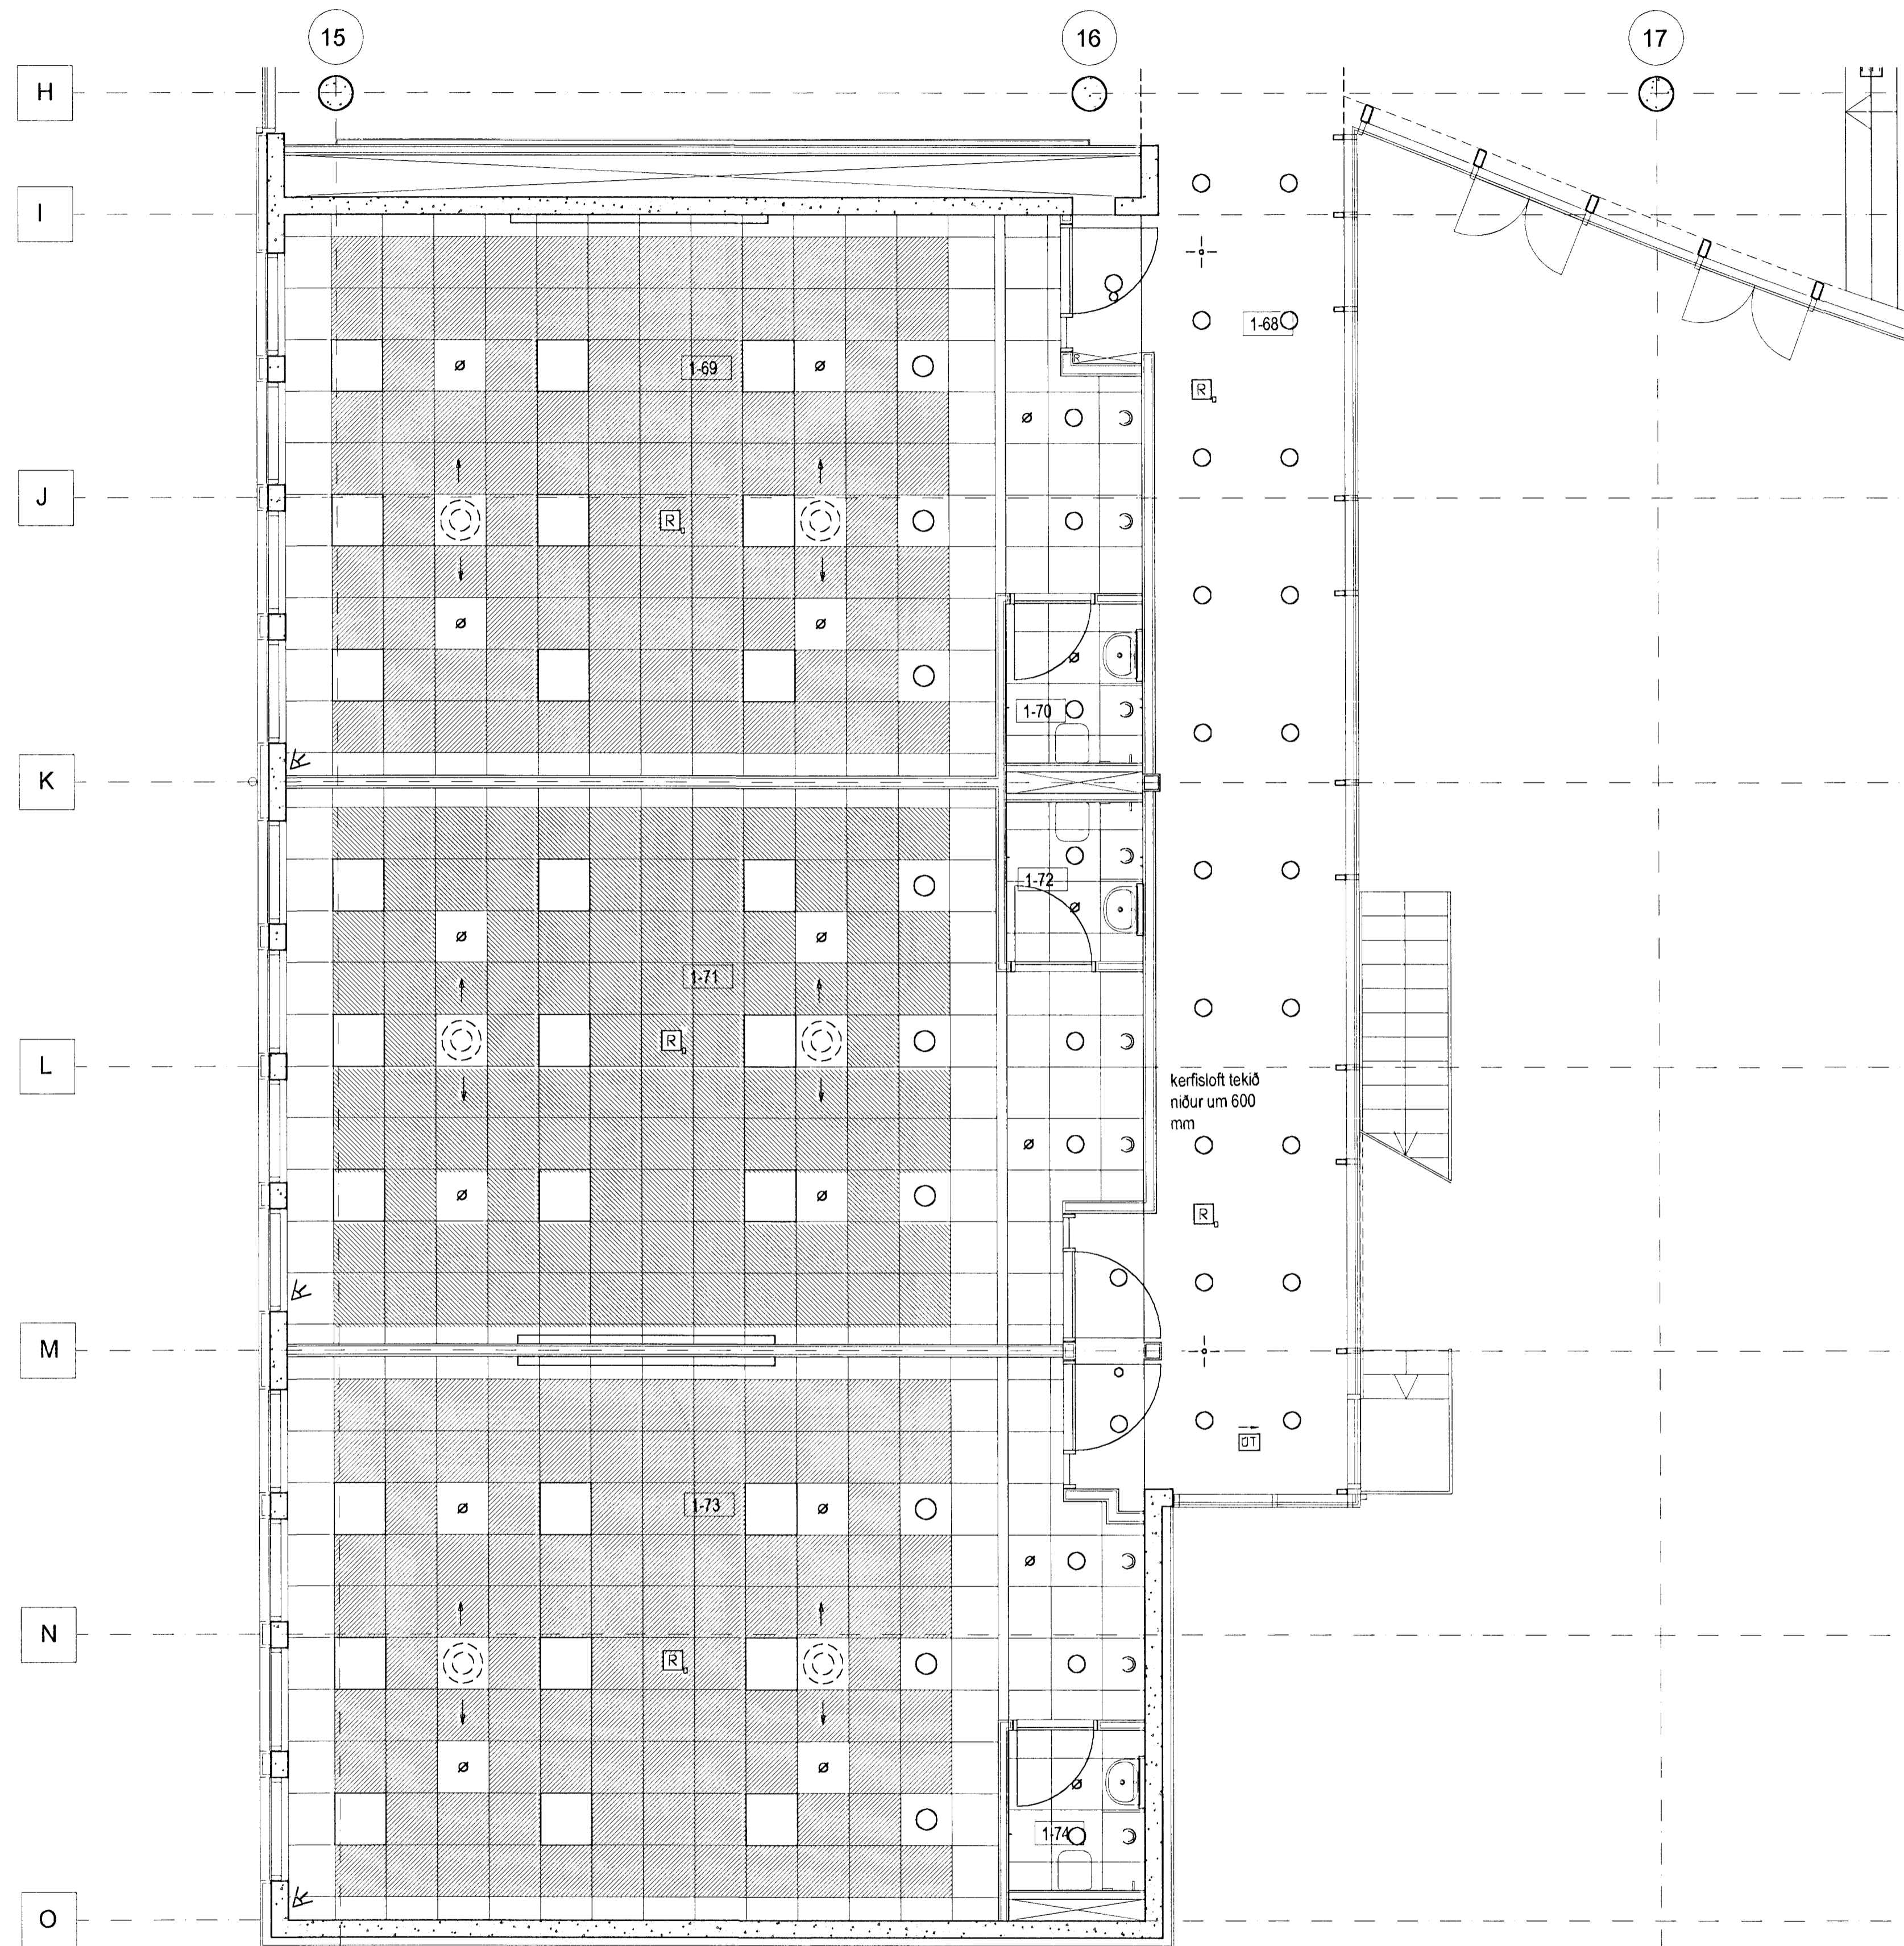 15
16
17
H
I
1-68
1-69
R
R
J
R
1-70
K
1-72
1-71
R
L
kerfisloft tekið
niður um 600
mm
R
M
ÚT
1-73
N
R
1-74
O